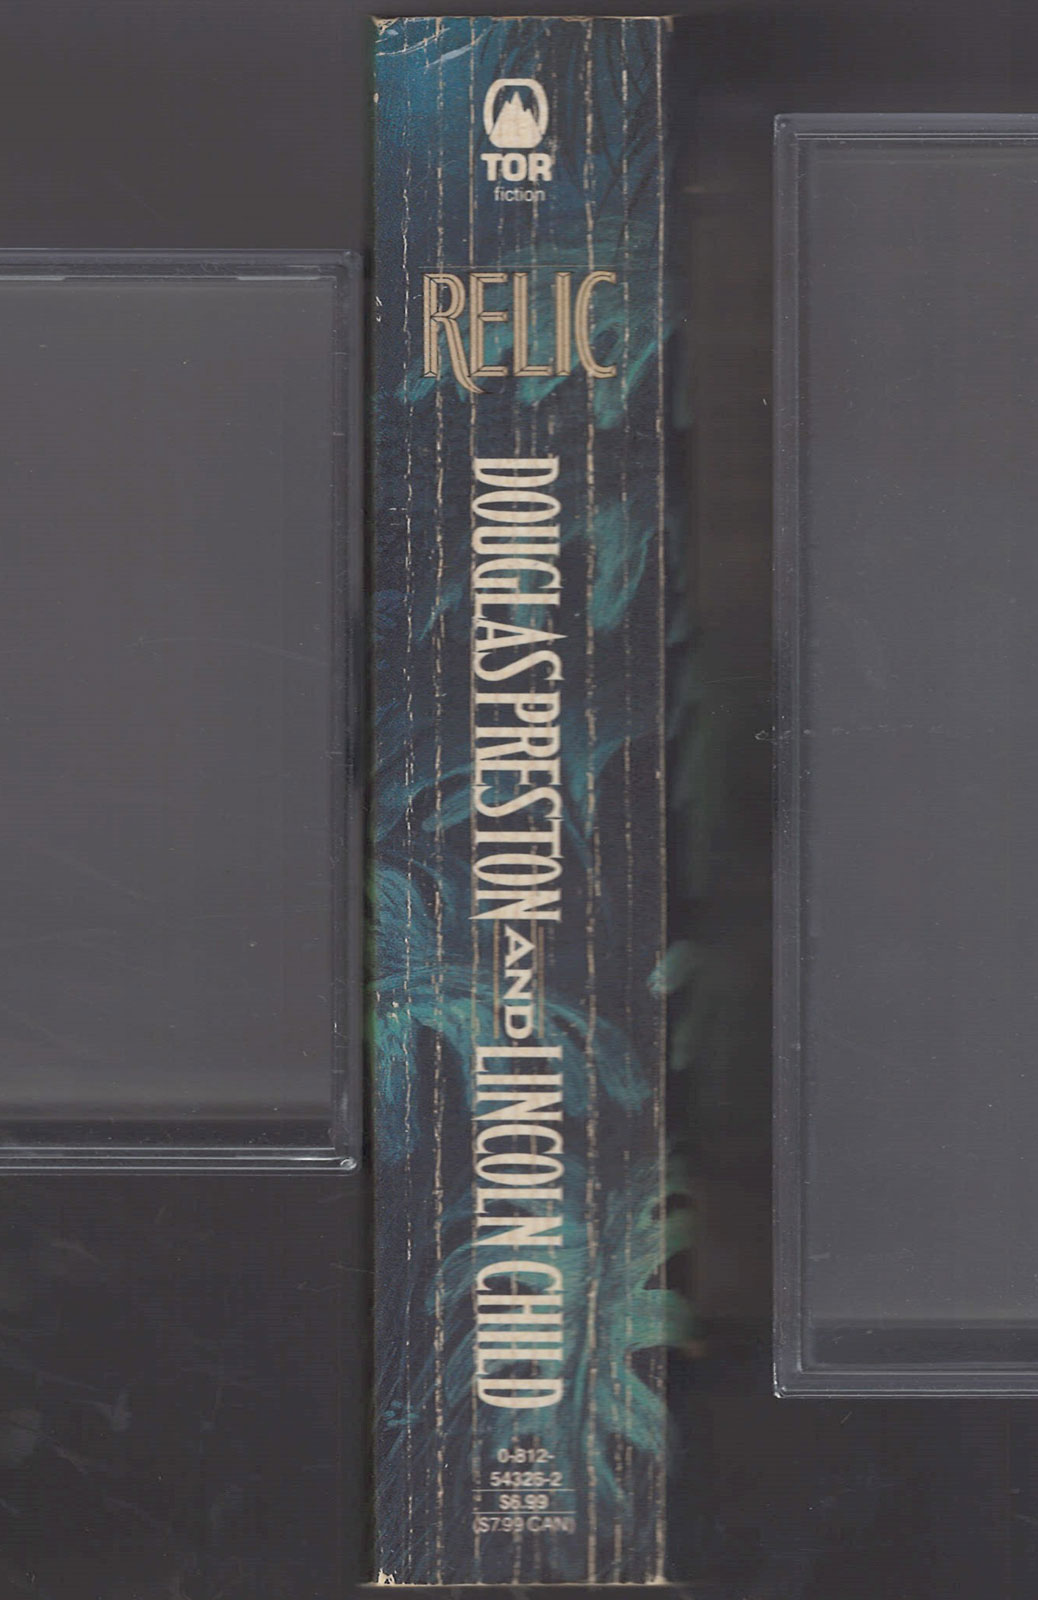 TOR
fiction
RELIC
DOUGLAS PRESTON AND LINCOLN CHILD
0-812-
54326-2
$6.99
($7.99 CAN)